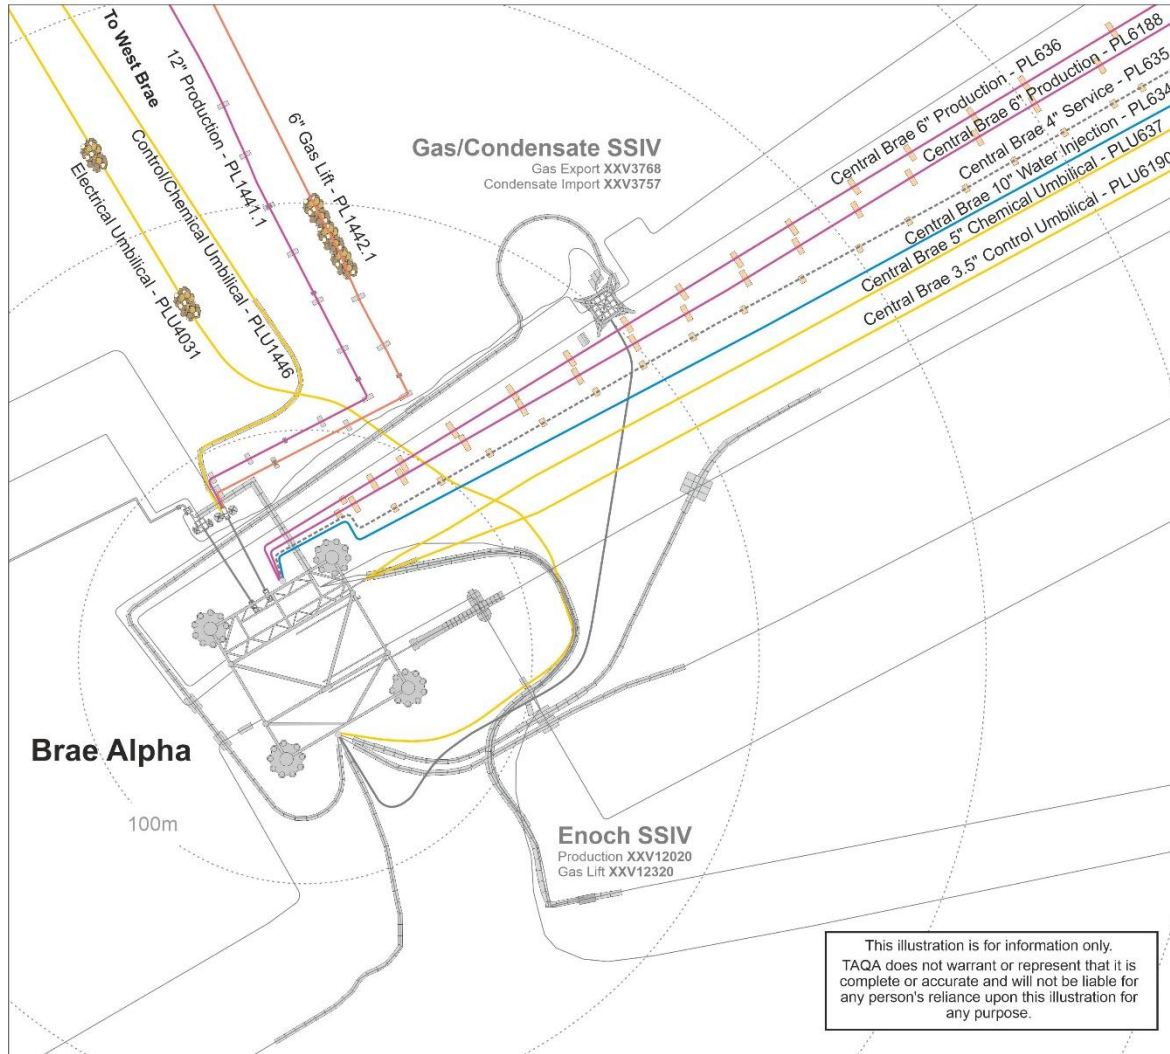 To West Brae
12" Production - PL1441.1
6" Gas Lift - PL1442.1
Control/Chemical Umbilical - PLU1446
Electrical Umbilical - PLU4031
Gas/Condensate SSIV
Gas Export XXV3768
Condensate Import XXV3757
Central Brae 6" Production - PL636
Central Brae 6" Production - PL6188
Central Brae 4" Service - PL635
Central Brae 10" Water Injection - PL634
Central Brae 5" Chemical Umbilical - PLU637
Central Brae 3.5" Control Umbilical - PLU6190
Brae Alpha
100m
Enoch SSIV
Production XXV12020
Gas Lift XXV12320
This illustration is for information only.
TAQA does not warrant or represent that it is
complete or accurate and will not be liable for
any person's reliance upon this illustration for
any purpose.